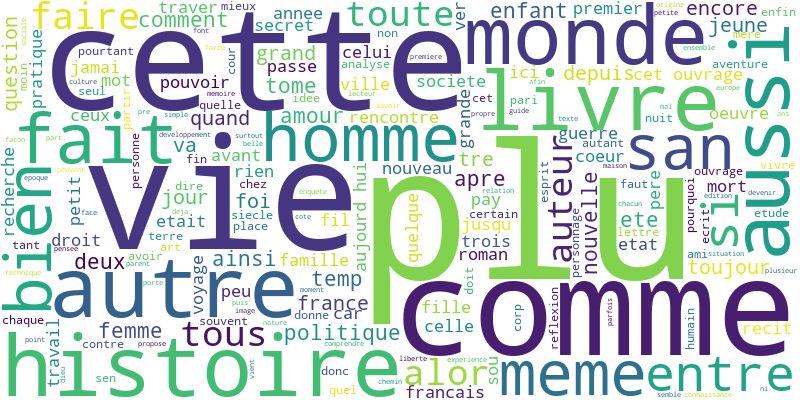 faire
traver
comment
annee
secret
mieux
toute
ver
enfant
premier
encore
enfin
petite
origine
jeune
mere
question
moin
jamai
mot
seul
pourtant
font
pouvoir
grand
cour
passe
non
celui
analyse
cette
monde
ici
depuis
cet
ouvrage
aventure
aussi
pratique
ceux
partir
culture
quelle
memoire
simple
tome
idee
ville
societe
lecteur
grande
livre
pari
mal
nuit
oeuvre
europe
ans
guide
texte
propre
savoir
afin
ensemble
fait
bien
quand
amour
rencontre
homme
va
avant
rien
nouveau
tre
apre
guerre
coeur
autant
san
recherche
petit
personne
dire
jour
etait
foi
fin
chez
siecle
place
belle
surtout
developpement
vie
plu
comme
aujourd hui
fil
quelque
pay
jusqu
certain
trois
roman
esprit
relation
auteur
nouvelle
personnage
faut
ete
etat
lettre
pere
maison
mort
ecrit
pourquoi
edition
chacun
devenir
etude
vivre
si
ami
situation
toujour
plusieur
tant
epoque
facon
part
droit
deux
avoir
terre
art
face
pensee
deja
cote
enquete
ainsi
famille
temp
voyage
autre
tous
peu
souvent
puis
image
nature
france
donne
car
moment
politique
fille
celle
doit
corp
reflexion
humain
parfois
recit
chaque
travail
femme
contre
parent
porte
technique
histoire
point
dieu
sen
propose
vient
donc
comprendre
quel
liberte
chemin
experience
alor
francais
sou
meme
entre
semble
connaissance
ni